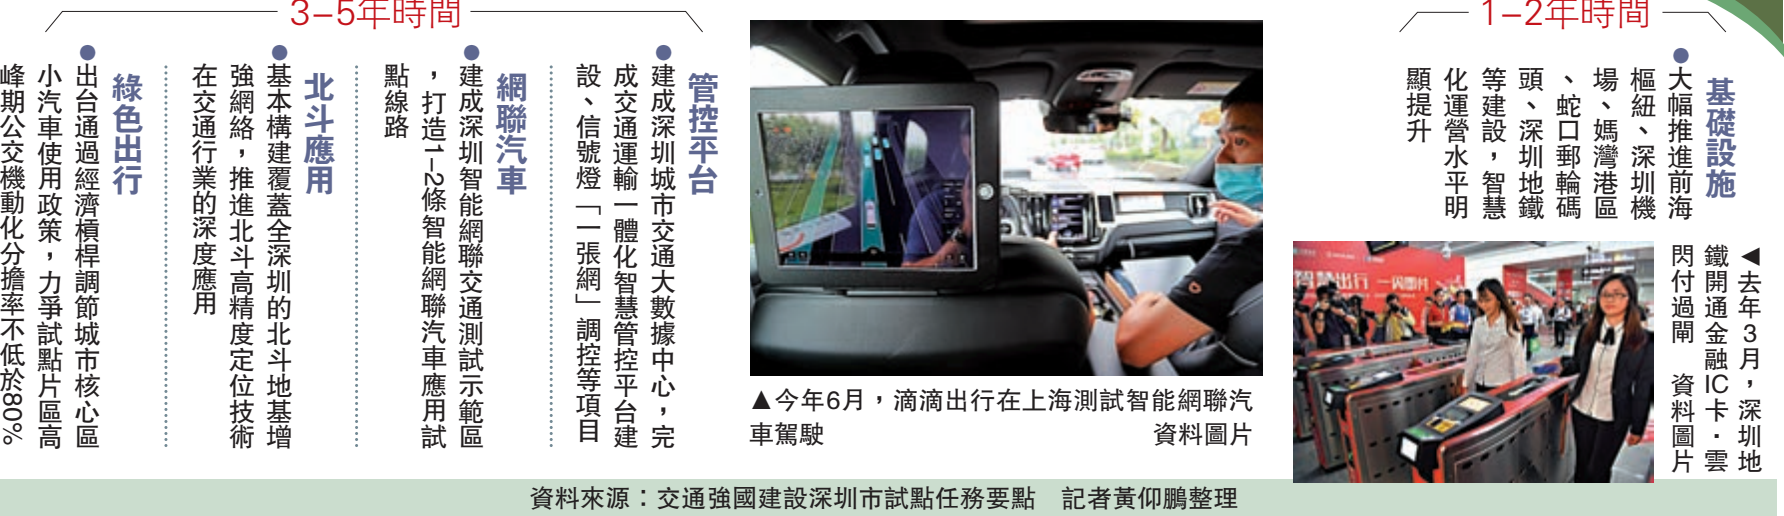 1–2年時間
基礎設施
●大幅推進前海
樞紐、深圳機
場、媽灣港區
、蛇口郵輪碼
頭、深圳地鐵
等建設，智慧
化運營水平明
顯提升
◀去年3月，深圳地
鐵開通金融IC卡·雲
閃付過閘 資料圖片
智慧出行 一閃
▲今年6月，滴滴出行在上海測試智能網聯汽
車駕駛 資料圖片
3–5年時間
管控平台
●建成深圳城市交通大數據中心，完
成交通運輸一體化智慧管控平台建
設、信號燈「一張網」調控等項目
網聯汽車
●建成深圳智能網聯交通測試示範區
，打造1–2條智能網聯汽車應用試
點線路
北斗應用
●基本構建覆蓋全深圳的北斗地基增
強網絡，推進北斗高精度定位技術
在交通行業的深度應用
綠色出行
●出台通過經濟槓桿調節城市核心區
小汽車使用政策，力爭試點片區高
峰期公交機動化分擔率不低於80%
資料來源：交通強國建設深圳市試點任務要點 記者黃仰鵬整理